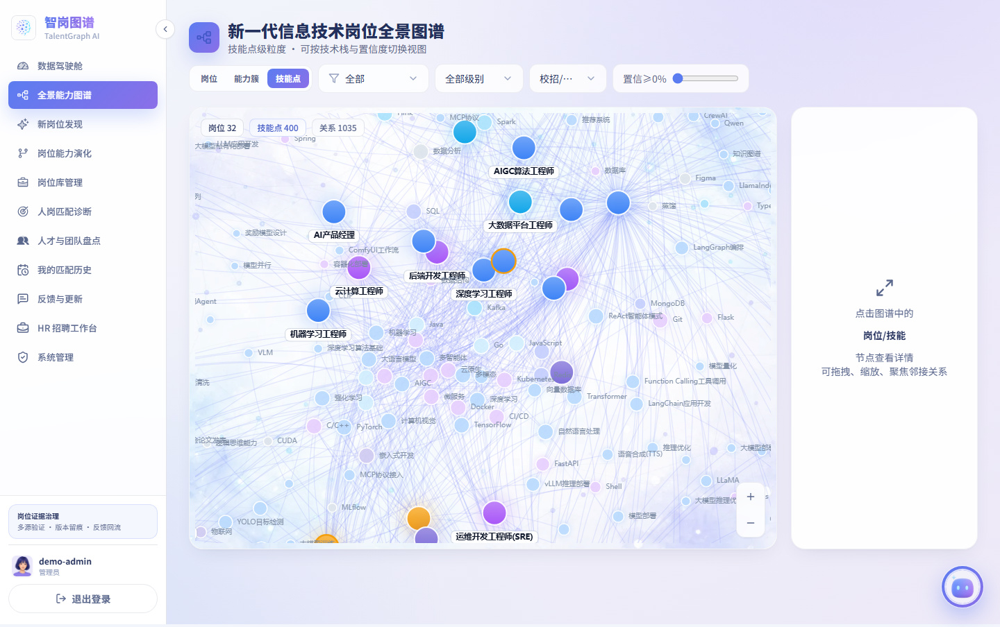 智岗图谱
TalentGraph AI
数据驾驶舱
全景能力图谱
新岗位发现
岗位能力演化
岗位库管理
人岗匹配诊断
人才与团队盘点
我的匹配历史
反馈与更新
HR 招聘工作台
系统管理
岗位证据治理
多源验证 • 版本留痕 • 反馈回流
demo-admin
管理员
退出登录
新一代信息技术岗位全景图谱
技能点级粒度 • 可按技术栈与置信度切换视图
岗位
能力簇
技能点
全部
全部级别
校招/···
置信≥0%
岗位 32
技能点 400
关系 1035
MCP协议
Spark
推荐系统
CrewAI
Qwen
Spring
LLM应用开发
数据分析
知识图谱
AIGC算法工程师
数据库
Figma
LlamaInd
列
SQL
大数据平台工程师
蒸馏
Type
奖励模型设计
AI产品经理
ComfyUI工作流
LangGraph编排
模型并行
容器化部署
后端开发工程师
数据结构
云计算工程师
CLIP
深度学习工程师
Agent
Kafka
MongoDB
ReAct智能体模式
Git
Flask
机器学习工程师
机器学习
Java
深度学习算法基础
Go
JavaScript
VLM
大语言模型
多智能体
模型量化
云原生
多模态
清洗
AIGC
Kubernetes
Function Calling工具调用
向量数据库
强化学习
微服务
深度学习
Transformer
LangChain应用开发
Docker
CI/CD
C/C++
PyTorch
计算机视觉
TensorFlow
自然语言处理
逻辑思维能力
CUDA
推理优化
大模型部署
语音合成(TTS)
嵌入式开发
FastAPI
MCP协议接入
vLLM推理部署
Shell
LLaMA
大模型推理优
MLflow
模型部署
YOLO目标检测
物联网
运维开发工程师(SRE)
点击图谱中的
岗位/技能
节点查看详情
可拖拽、缩放、聚焦邻接关系